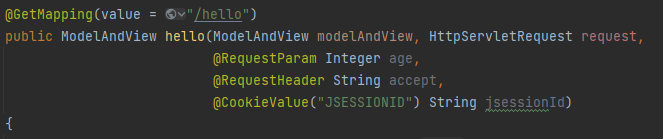 @GetMapping(value = "/hello")
public ModelAndView hello(ModelAndView modelAndView, HttpServletRequest request,
@RequestParam Integer age,
@RequestHeader String accept,
@CookieValue("JSESSIONID") String jsessionId)
{